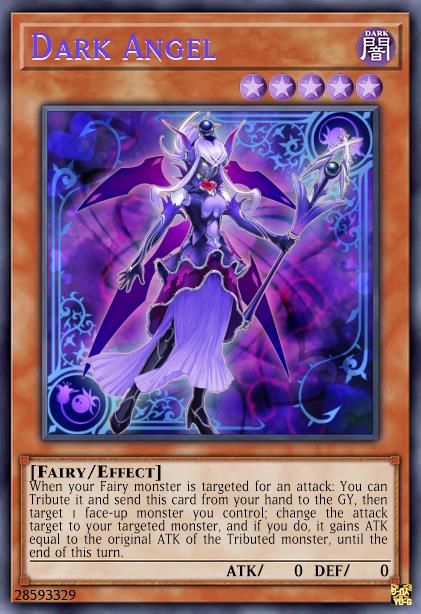 Dark Angel
DARK
闇
[Fairy/Effect]
When your Fairy monster is targeted for an attack: You can
Tribute it and send this card from your hand to the GY, then
target 1 face-up monster you control; change the attack
target to your targeted monster, and if you do, it gains ATK
equal to the original ATK of the Tributed monster, until the
end of this turn.
ATK/ 0 DEF/ 0
28593329